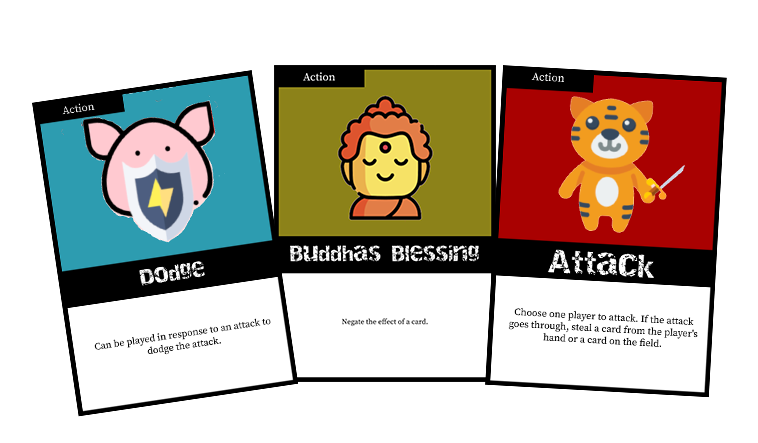 Action
Dodge
Can be played in response to an attack to
dodge the attack.
Action
Buddhas Blessing
Negate the effect of a card.
Action
Attack
Choose one player to attack. If the attack
goes through, steal a card from the player's
hand or a card on the field.